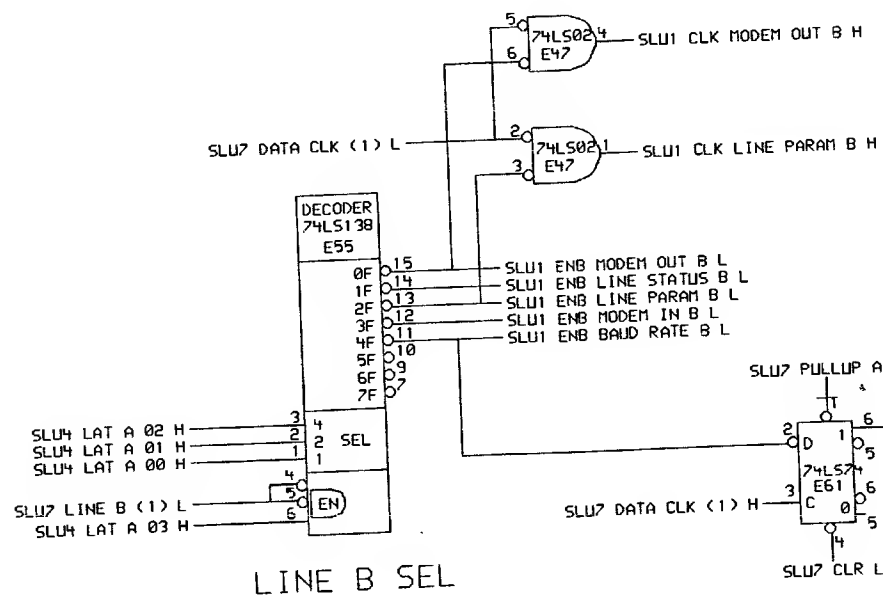 5
74LS02
4
SLU1 CLK MODEM OUT B H
6
E47
SLU7 DATA CLK (1) L
2
74LS02
1
SLU1 CLK LINE PARAM B H
3
E47
DECODER
74LS138
E55
0F 15 SLU1 ENB MODEM OUT B L
1F 14 SLU1 ENB LINE STATUS B L
2F 13 SLU1 ENB LINE PARAM B L
3F 12 SLU1 ENB MODEM IN B L
4F 11 SLU1 ENB BAUD RATE B L
5F 10
6F 9
7F 7
SLU7 PULLUP A
1
SLU4 LAT A 02 H 3 4
SLU4 LAT A 01 H 2 2 SEL
SLU4 LAT A 00 H 1 1
2 D 1 6
5
74LS74
E61
4
SLU7 LINE B (1) L 5 EN
SLU4 LAT A 03 H 6
SLU7 DATA CLK (1) H 3 C 6
0 5
4
SLU7 CLR L
LINE B SEL